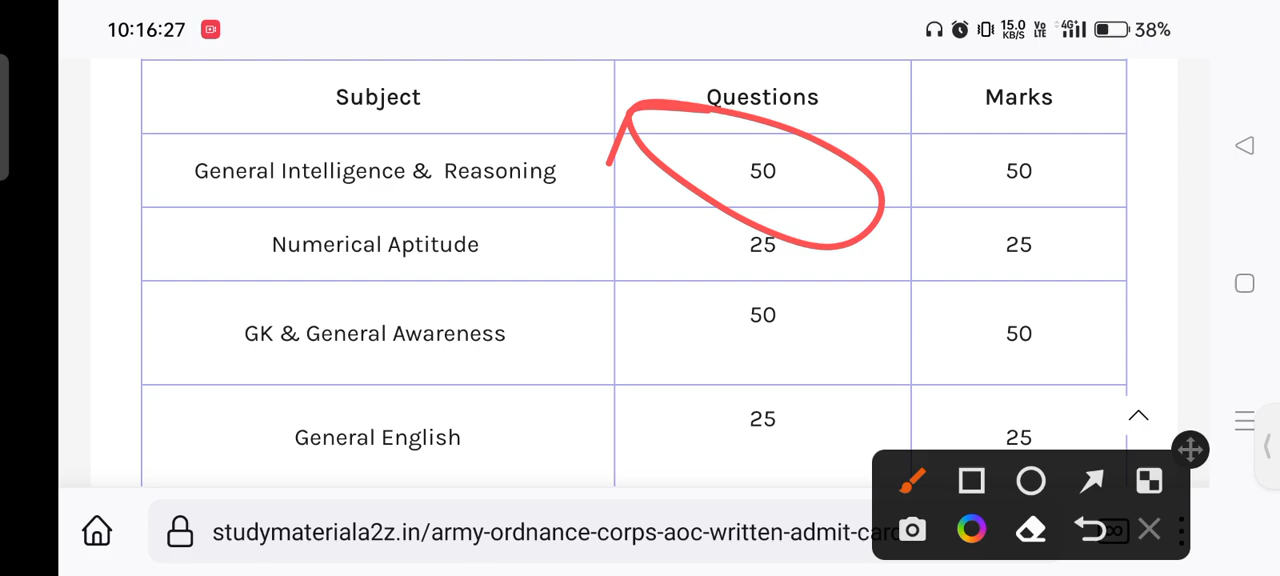 10:16:27 15.0 KB/S Vo LTE 4G+ 38%
Subject Questions Marks
General Intelligence & Reasoning 50 50
Numerical Aptitude 25 25
GK & General Awareness 50 50
General English 25 25
studymateriala2z.in/army-ordnance-corps-aoc-written-admit-card